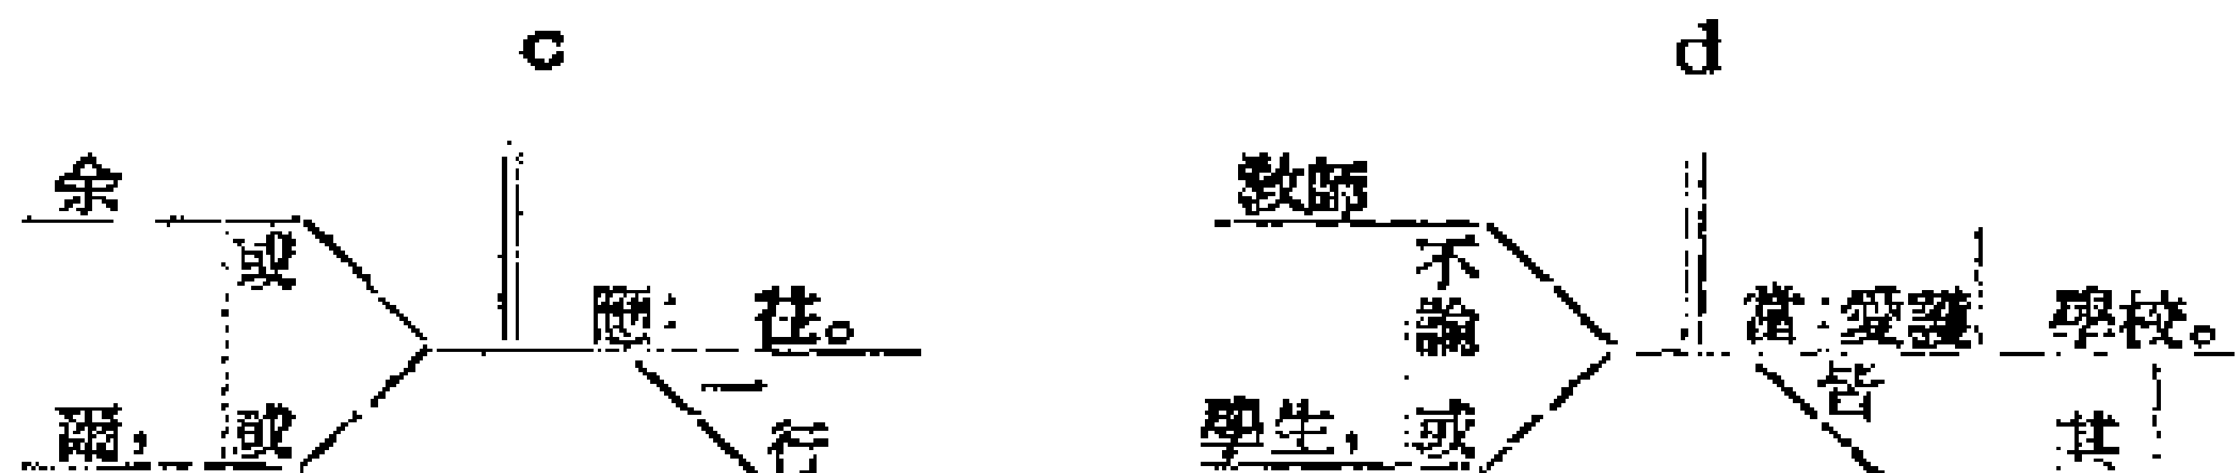 c
d
余
或
爾，或
應：往。
一
行
教師
不
論
學生，或
當：愛護 學校。
皆
其